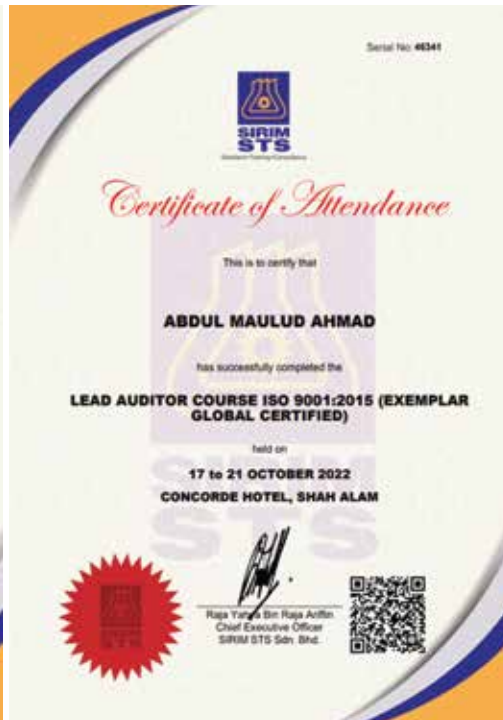 Serial No: 46341
SIRIM
STS
Certificate of Attendance
This is to certify that
ABDUL MAULUD AHMAD
has successfully completed the
LEAD AUDITOR COURSE ISO 9001:2015 (EXEMPLAR
GLOBAL CERTIFIED)
held on
17 to 21 OCTOBER 2022
CONCORDE HOTEL, SHAH ALAM
SIRIM
STS
Raja Yahya Bin Raja Ariffin
Chief Executive Officer
SIRIM STS Sdn. Bhd.